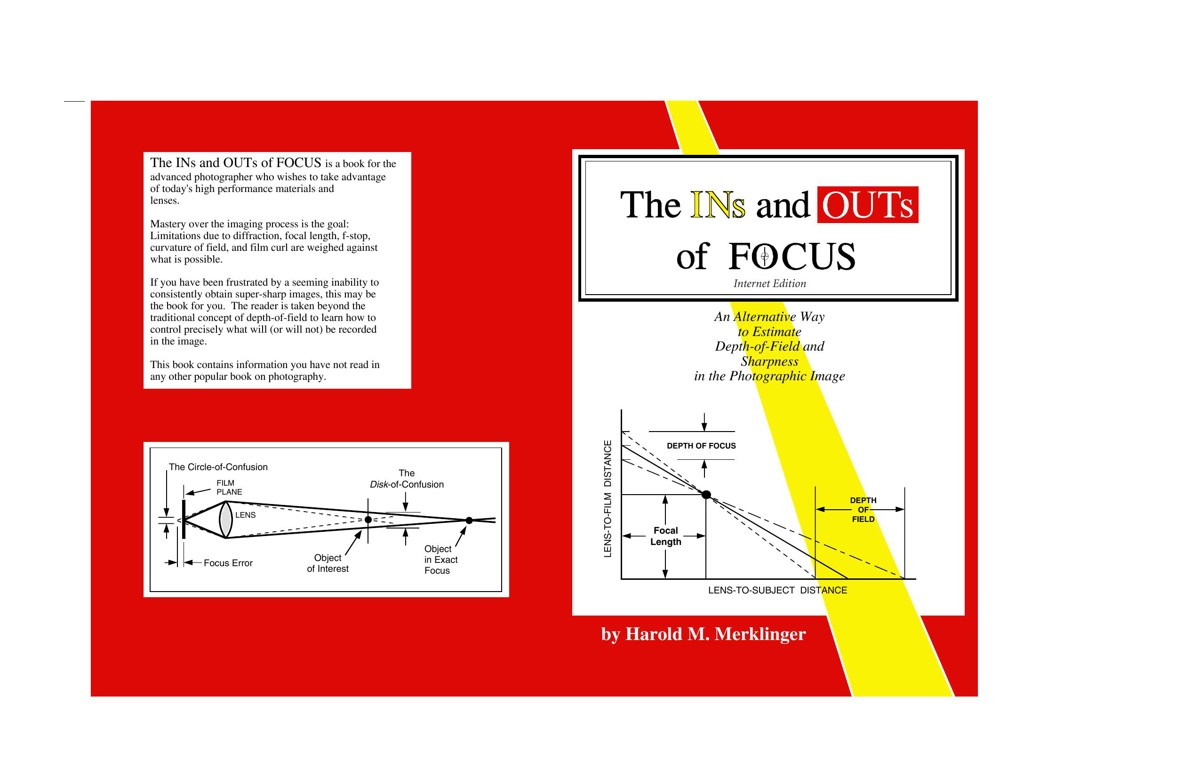 The INs and OUTs of FOCUS is a book for the
advanced photographer who wishes to take advantage
of today's high performance materials and
lenses.
Mastery over the imaging process is the goal:
Limitations due to diffraction, focal length, f-stop,
curvature of field, and film curl are weighed against
what is possible.
If you have been frustrated by a seeming inability to
consistently obtain super-sharp images, this may be
the book for you.  The reader is taken beyond the
traditional concept of depth-of-field to learn how to
control precisely what will (or will not) be recorded
in the image.
This book contains information you have not read in
any other popular book on photography.
The Circle-of-Confusion
FILM
PLANE
LENS
The
Disk-of-Confusion
Focus Error
Object
of Interest
Object
in Exact
Focus
The INs and OUTs
of FOCUS
Internet Edition
An Alternative Way
to Estimate
Depth-of-Field and
Sharpness
in the Photographic Image
DEPTH OF FOCUS
LENS-TO-FILM DISTANCE
DEPTH
OF
FIELD
Focal
Length
LENS-TO-SUBJECT DISTANCE
by Harold M. Merklinger